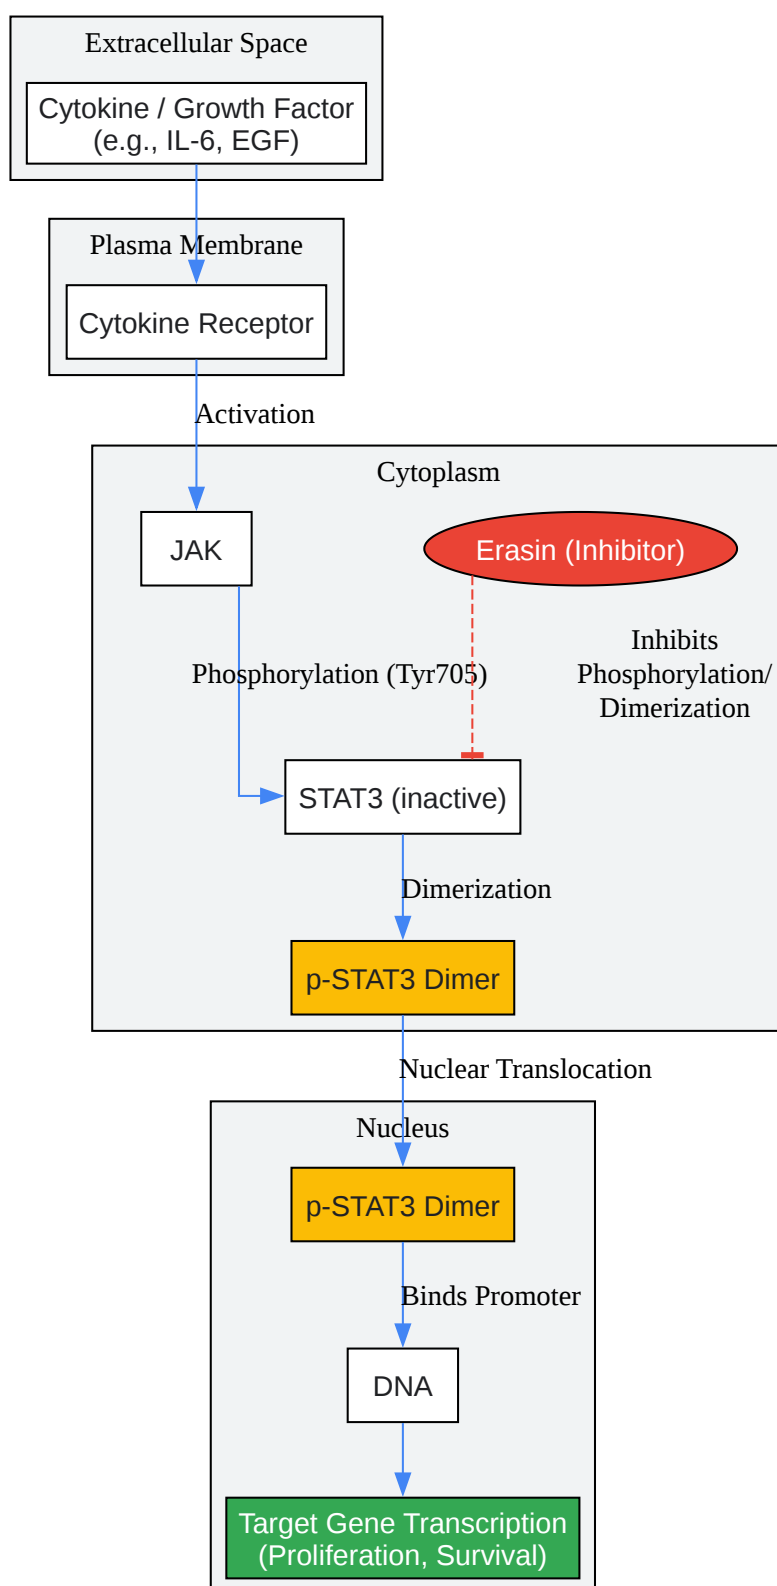 Extracellular Space
Cytokine / Growth Factor
(e.g., IL-6, EGF)
Plasma Membrane
Cytokine Receptor
Activation
Cytoplasm
JAK
Erasin (Inhibitor)
Phosphorylation (Tyr705)
Inhibits
Phosphorylation/
Dimerization
STAT3 (inactive)
Dimerization
p-STAT3 Dimer
Nuclear Translocation
Nucleus
p-STAT3 Dimer
Binds Promoter
DNA
Target Gene Transcription
(Proliferation, Survival)